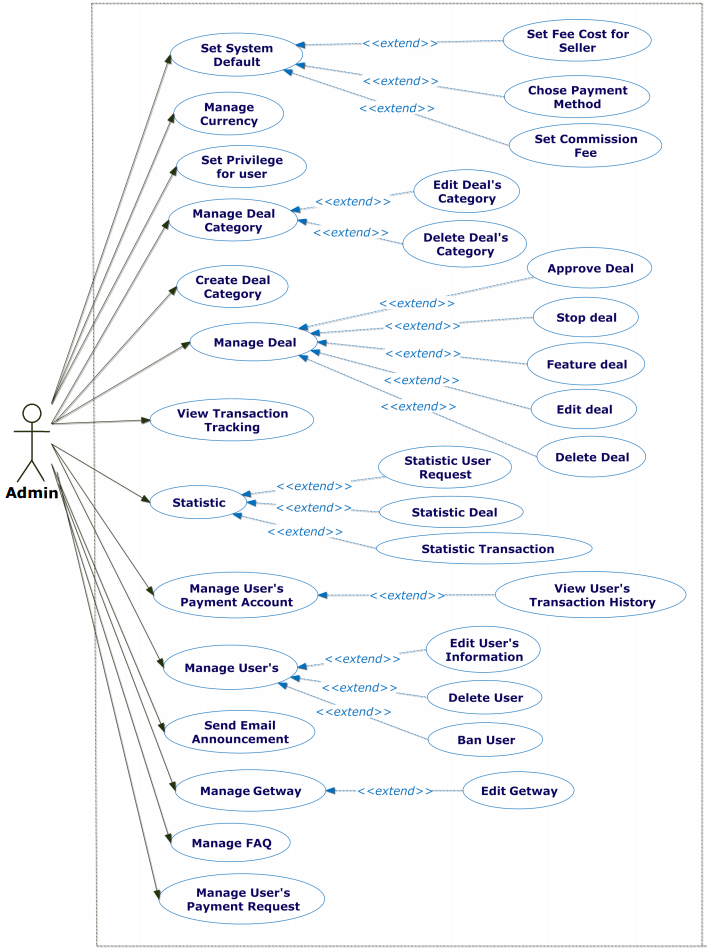 Set System
Default
<<extend>>
Set Fee Cost for
Seller
<<extend>>
Chose Payment
Method
<<extend>>
Set Commission
Fee
Manage
Currency
Set Privilege
for user
Manage Deal
Category
<<extend>>
Edit Deal's
Category
<<extend>>
Delete Deal's
Category
Create Deal
Category
Manage Deal
<<extend>>
Approve Deal
<<extend>>
Stop deal
<<extend>>
Feature deal
<<extend>>
Edit deal
<<extend>>
Delete Deal
View Transaction
Tracking
Admin
Statistic
<<extend>>
Statistic User
Request
<<extend>>
Statistic Deal
<<extend>>
Statistic Transaction
Manage User's
Payment Account
<<extend>>
View User's
Transaction History
Manage User's
<<extend>>
Edit User's
Information
<<extend>>
Delete User
<<extend>>
Ban User
Send Email
Announcement
Manage Getway
<<extend>>
Edit Getway
Manage FAQ
Manage User's
Payment Request